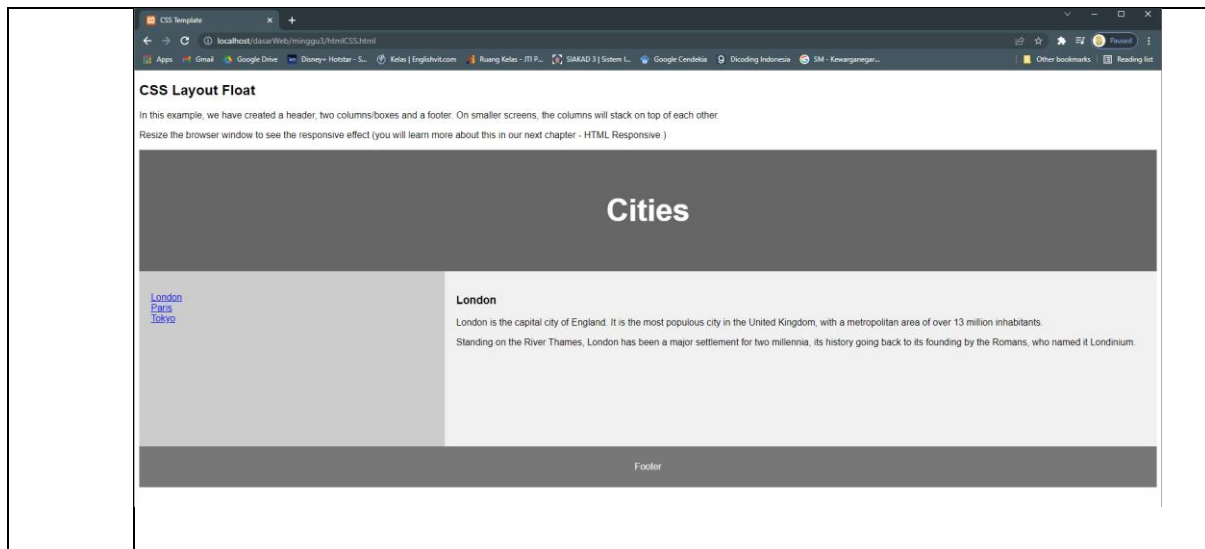 CSS Template
localhost/dasarWeb/minggu3/htmlCSS.html
Paused
Apps Gmail Google Drive Disney+ Hotstar - S... Kelas | Englishvit.com Ruang Kelas - JTI P... SIAKAD 3 | Sistem I... Google Cendekia Dicoding Indonesia SM - Kewarganegar... Other bookmarks Reading list
CSS Layout Float
In this example, we have created a header, two columns/boxes and a footer. On smaller screens, the columns will stack on top of each other.
Resize the browser window to see the responsive effect (you will learn more about this in our next chapter - HTML Responsive.)
Cities
London
Paris
Tokyo
London
London is the capital city of England. It is the most populous city in the United Kingdom, with a metropolitan area of over 13 million inhabitants.
Standing on the River Thames, London has been a major settlement for two millennia, its history going back to its founding by the Romans, who named it Londinium.
Footer